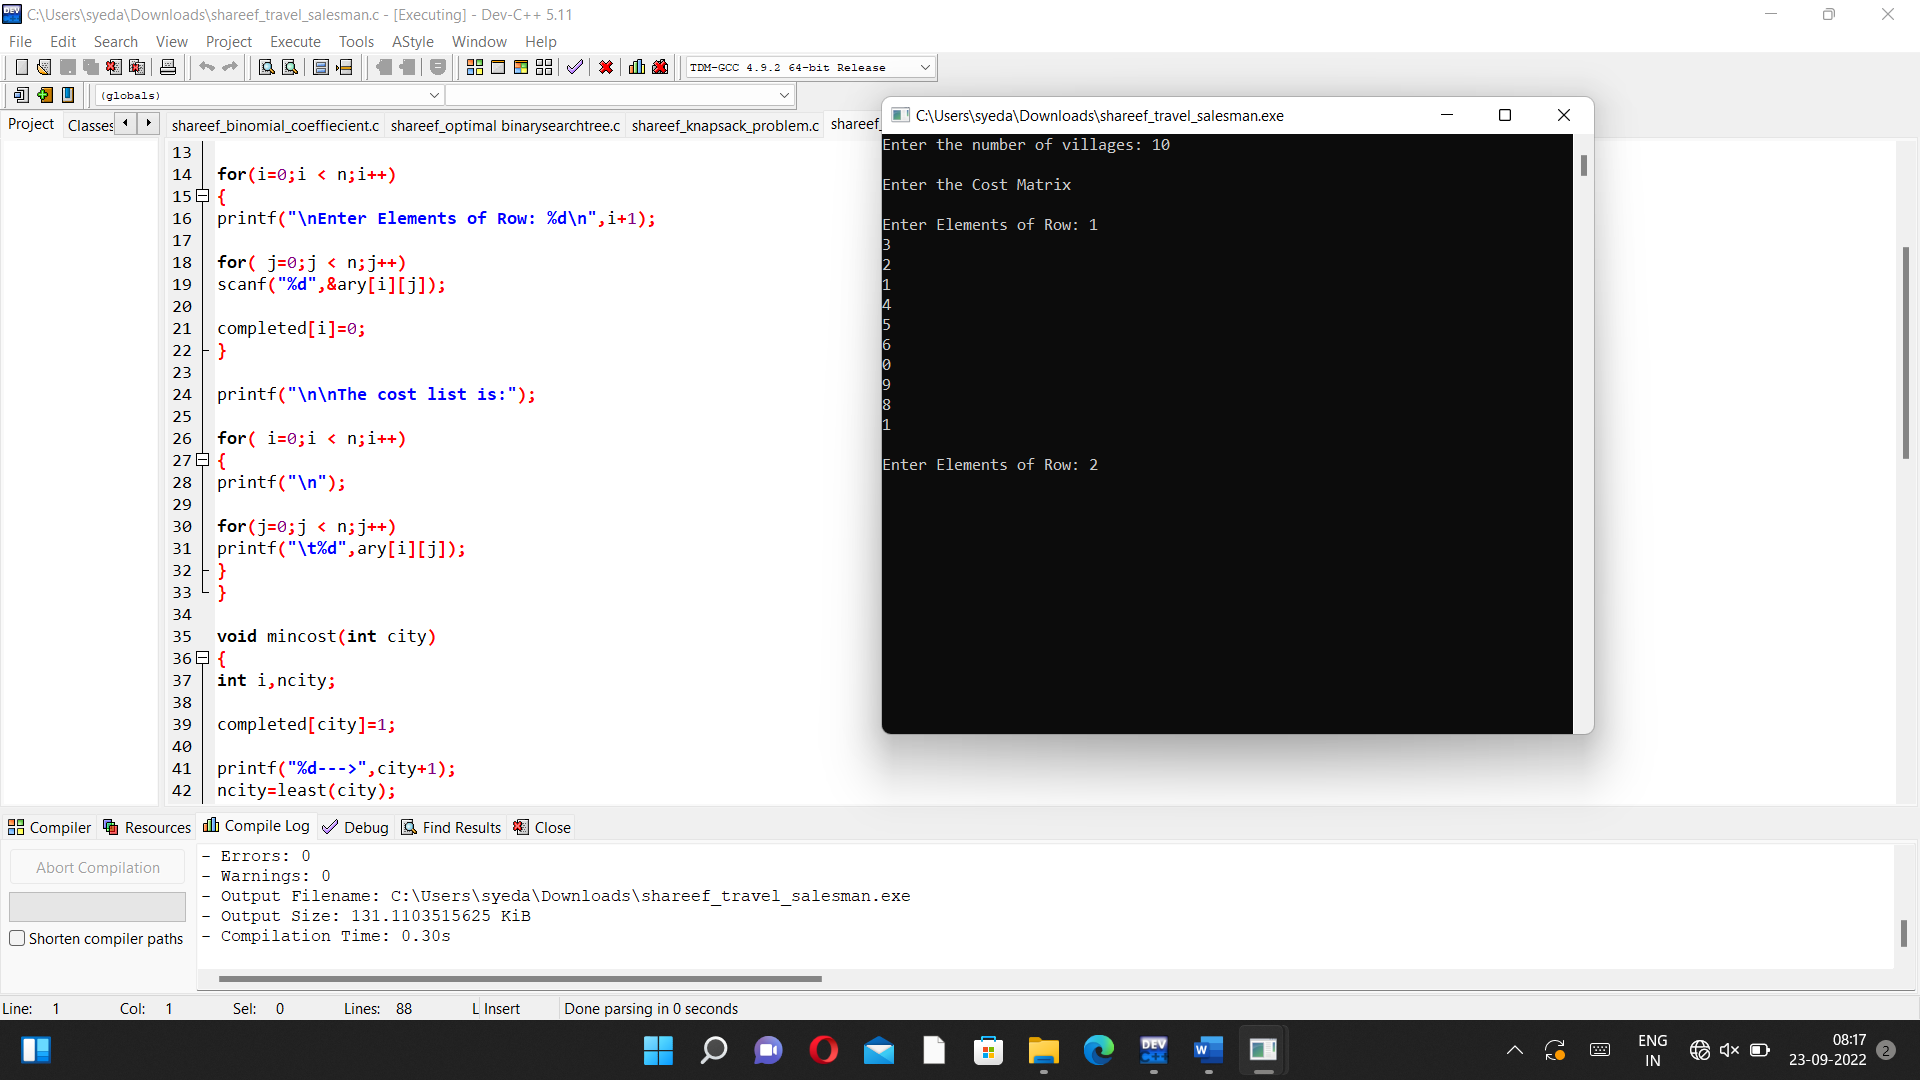 C:\Users\syeda\Downloads\shareef_travel_salesman.c - [Executing] - Dev-C++ 5.11
File Edit Search View Project Execute Tools AStyle Window Help
TDM-GCC 4.9.2 64-bit Release
(globals)
Project Classes shareef_binomial_coeffiecient.c shareef_optimal binarysearchtree.c shareef_knapsack_problem.c shareef_
13
14 for(i=0;i < n;i++)
15 {
16 printf("\nEnter Elements of Row: %d\n",i+1);
17
18 for( j=0;j < n;j++)
19 scanf("%d",&ary[i][j]);
20
21 completed[i]=0;
22 }
23
24 printf("\n\nThe cost list is:");
25
26 for( i=0;i < n;i++)
27 {
28 printf("\n");
29
30 for(j=0;j < n;j++)
31 printf("\t%d",ary[i][j]);
32 }
33 }
34
35 void mincost(int city)
36 {
37 int i,ncity;
38
39 completed[city]=1;
40
41 printf("%d--->",city+1);
42 ncity=least(city);
C:\Users\syeda\Downloads\shareef_travel_salesman.exe
Enter the number of villages: 10
Enter the Cost Matrix
Enter Elements of Row: 1
3
2
1
4
5
6
0
9
8
1
Enter Elements of Row: 2
Compiler Resources Compile Log Debug Find Results Close
Abort Compilation
Shorten compiler paths
- Errors: 0
- Warnings: 0
- Output Filename: C:\Users\syeda\Downloads\shareef_travel_salesman.exe
- Output Size: 131.1103515625 KiB
- Compilation Time: 0.30s
Line: 1 Col: 1 Sel: 0 Lines: 88 L Insert Done parsing in 0 seconds
DEV C++
W
ENG
IN
08:17
23-09-2022
2